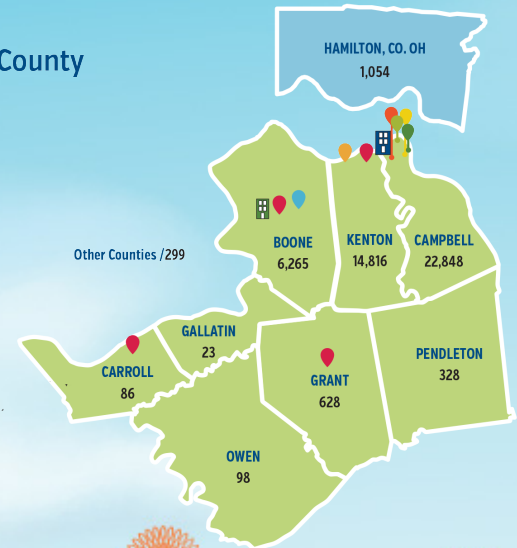 County
HAMILTON, CO. OH
1,054
BOONE
6,265
KENTON
14,816
CAMPBELL
22,848
Other Counties /299
GALLATIN
23
CARROLL
86
GRANT
628
PENDLETON
328
OWEN
98